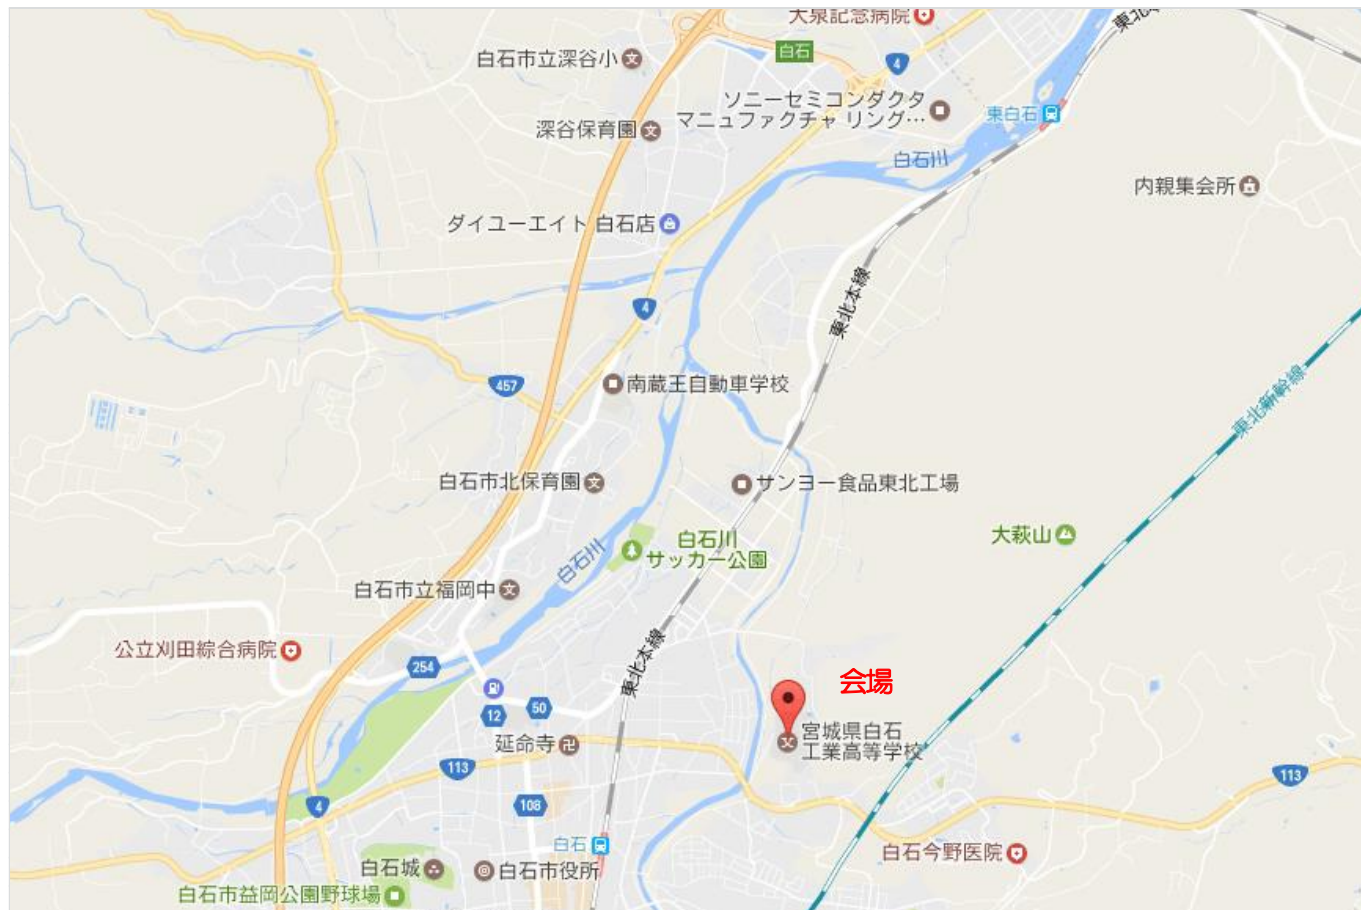 大泉記念病院
東北本
白石市立深谷小
白石
4
ソニーセミコンダクタ
マニュファクチャ リング…
東白石
深谷保育園
白石川
内親集会所
ダイユーエイト 白石店
東北本線
4
457
南蔵王自動車学校
東北新幹線
白石市北保育園
サンヨー食品東北工場
大萩山
白石川
サッカー公園
白石川
白石市立福岡中
公立刈田綜合病院
254
東北本線
会場
12
50
宮城県白石
工業高等学校
延命寺
113
113
4
108
白石
白石今野医院
白石城
白石市役所
白石市益岡公園野球場